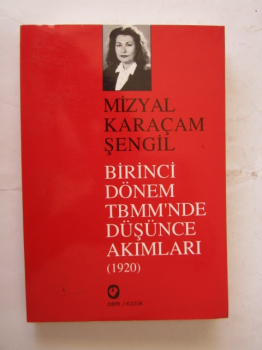 MİZYAL
KARAÇAM
ŞENGİL
BİRİNCİ
DÖNEM
TBMM'NDE
DÜŞÜNCE
AKIMLARI
(1920)